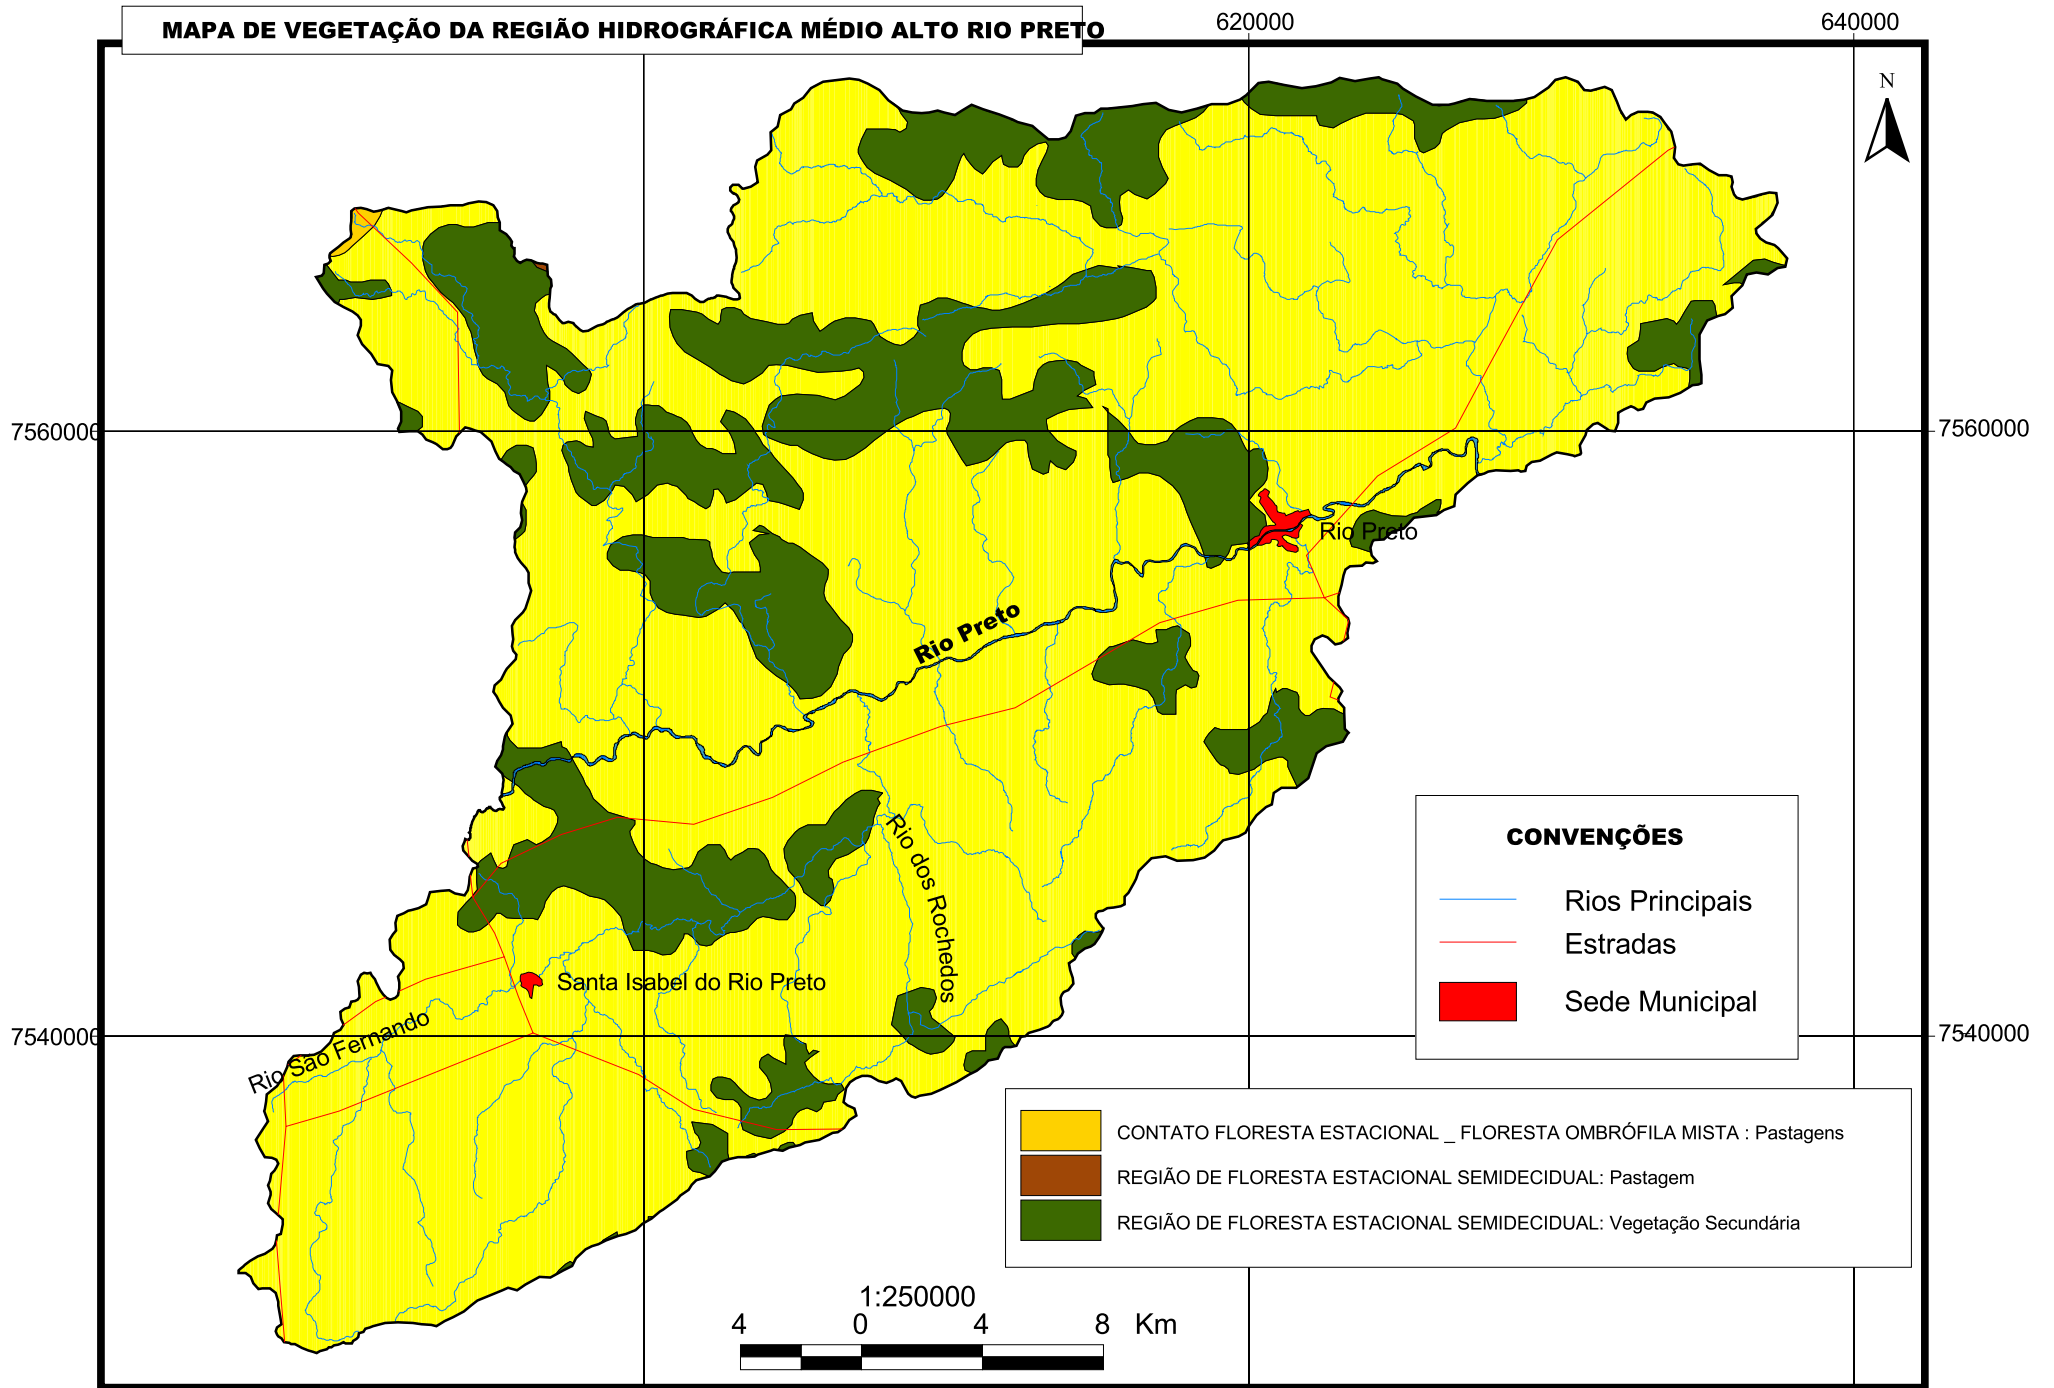 MAPA DE VEGETAÇÃO DA REGIÃO HIDROGRÁFICA MÉDIO ALTO RIO PRETO
620000
640000
N
7560000
7560000
Rio Preto
Rio Preto
Rio dos Rochedos
Santa Isabel do Rio Preto
Rio Sao Fernando
7540000
7540000
CONVENÇÕES
Rios Principais
Estradas
Sede Municipal
CONTATO FLORESTA ESTACIONAL _ FLORESTA OMBRÓFILA MISTA : Pastagens
REGIÃO DE FLORESTA ESTACIONAL SEMIDECIDUAL: Pastagem
REGIÃO DE FLORESTA ESTACIONAL SEMIDECIDUAL: Vegetação Secundária
1:250000
4 0 4 8 Km